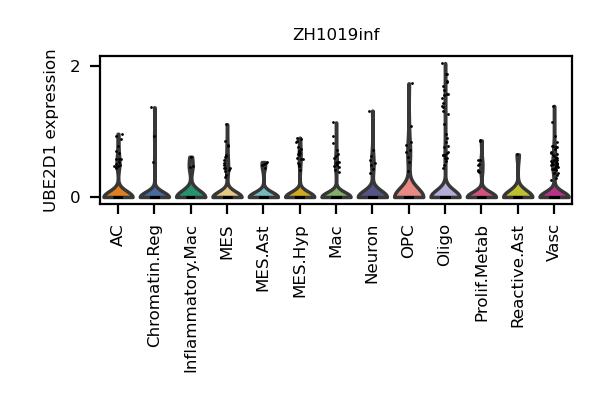 ZH1019inf
UBE2D1 expression
2
0
AC
Chromatin.Reg
Inflammatory.Mac
MES
MES.Ast
MES.Hyp
Mac
Neuron
OPC
Oligo
Prolif.Metab
Reactive.Ast
Vasc